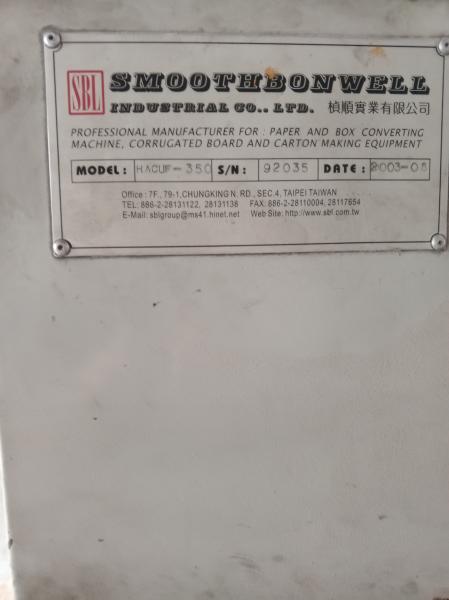 SBL SMOOTHBONWELL
INDUSTRIAL CO., LTD. 楨順實業有限公司
PROFESSIONAL MANUFACTURER FOR : PAPER AND BOX CONVERTING
MACHINE, CORRUGATED BOARD AND CARTON MAKING EQUIPMENT
MODEL : HACUF-350 S/N : 92035 DATE : 2003-08
Office : 7F., 79-1,CHUNGKING N. RD., SEC.4, TAIPEI TAIWAN
TEL: 886-2-28131122, 28131138 FAX: 886-2-28110004, 28117654
E-Mail : sblgroup@ms41.hinet.net Web Site: http://www.sbl.com.tw